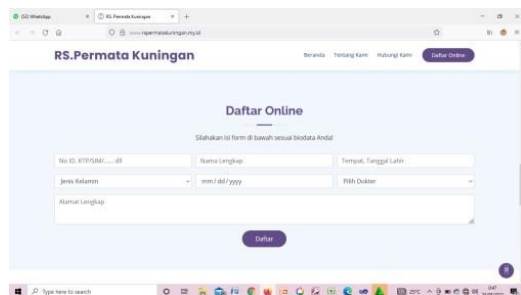 WhatsApp
RS. Permata Kuningan
RS.Permata Kuningan
Beranda
Tentang Kami
Hubungi Kami
Daftar Online
Daftar Online
Silahakan isi form di bawah sesuai biodata Anda!
No ID. KTP/SIM/.......dll
Nama Lengkap
Tempat, Tanggal Lahir
Jenis Kelamin
mm/dd/yyyy
Pilih Dokter
Alamat Lengkap
Daftar
Type here to search